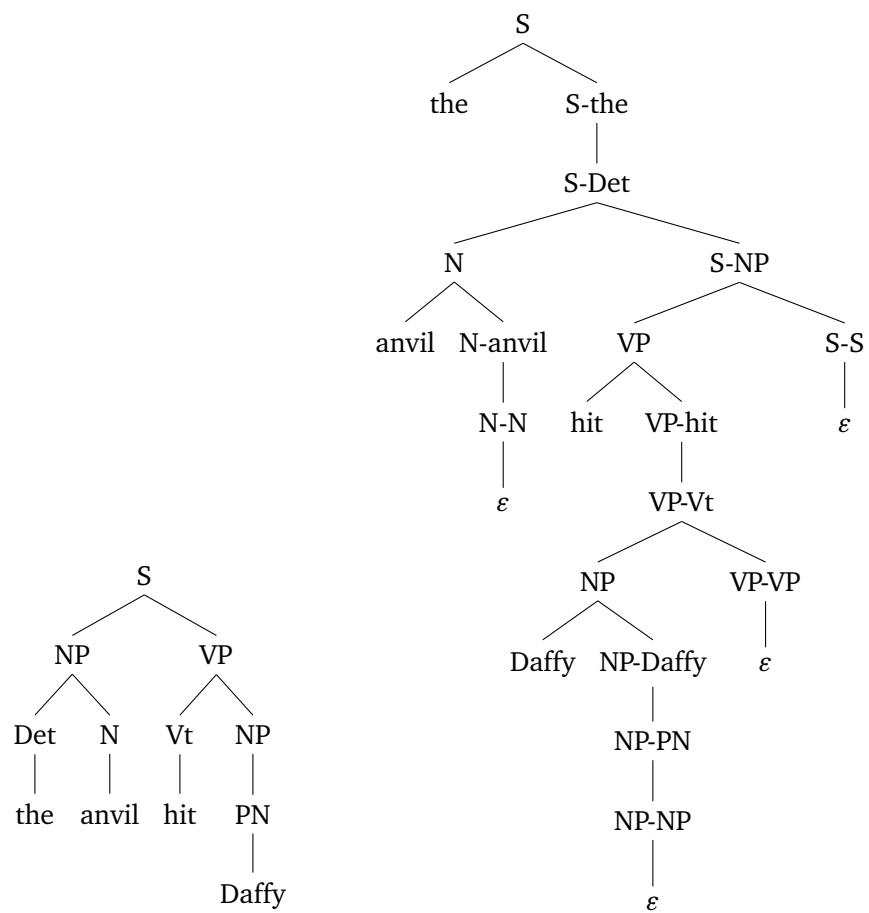 S
the S-the
S-Det
N S-NP
anvil N-anvil VP S-S
N-N hit VP-hit ε
ε VP-Vt
S NP VP-VP
NP VP Daffy NP-Daffy ε
Det N Vt NP NP-PN
the anvil hit PN NP-NP
Daffy ε